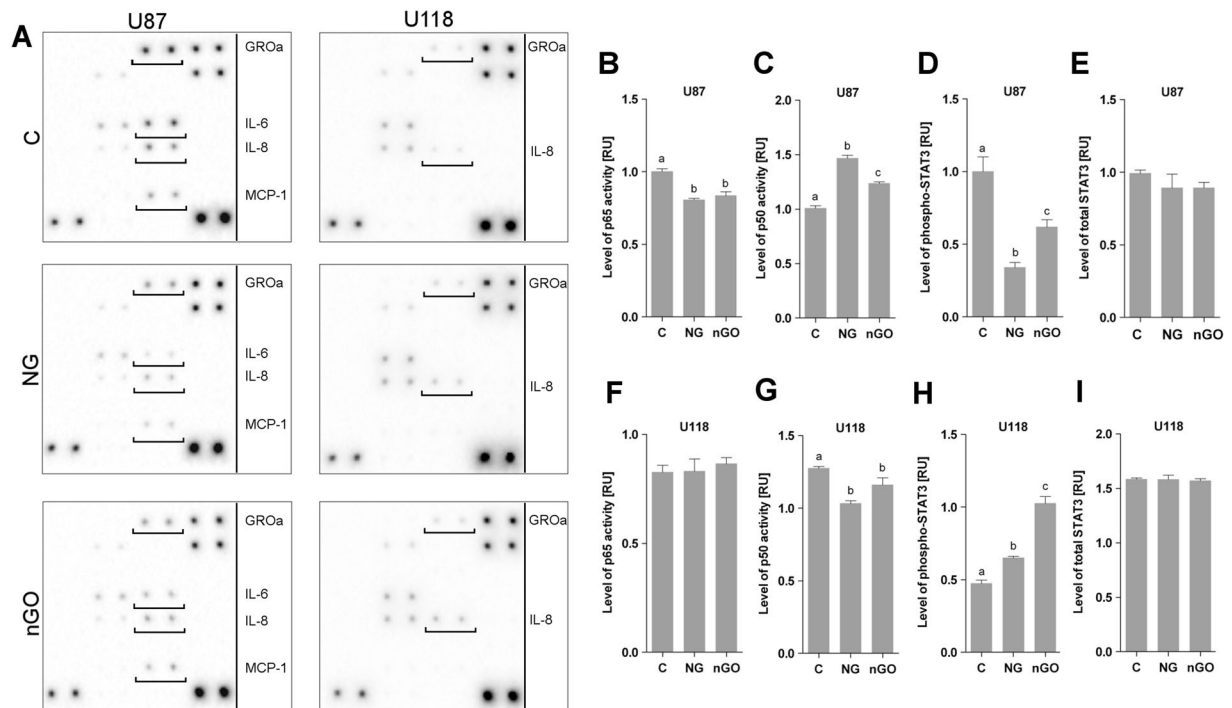 A
U87
U118
C
GROa
IL-6
IL-8
MCP-1
GROa
IL-8
NG
GROa
IL-6
IL-8
MCP-1
GROa
IL-8
nGO
GROa
IL-6
IL-8
MCP-1
GROa
IL-8
B
U87
Level of p65 activity [RU]
1.5
1.0
0.5
0.0
a
b
b
C NG nGO
C
U87
Level of p50 activity [RU]
2.0
1.5
1.0
0.5
0.0
a
b
c
C NG nGO
D
U87
Level of phospho-STAT3 [RU]
1.5
1.0
0.5
0.0
a
b
c
C NG nGO
E
U87
Level of total STAT3 [RU]
1.5
1.0
0.5
0.0
C NG nGO
F
U118
Level of p65 activity [RU]
1.0
0.5
0.0
C NG nGO
G
U118
Level of p50 activity [RU]
1.5
1.0
0.5
0.0
a
b
b
C NG nGO
H
U118
Level of phospho-STAT3 [RU]
1.5
1.0
0.5
0.0
a
b
c
C NG nGO
I
U118
Level of total STAT3 [RU]
2.0
1.5
1.0
0.5
0.0
C NG nGO